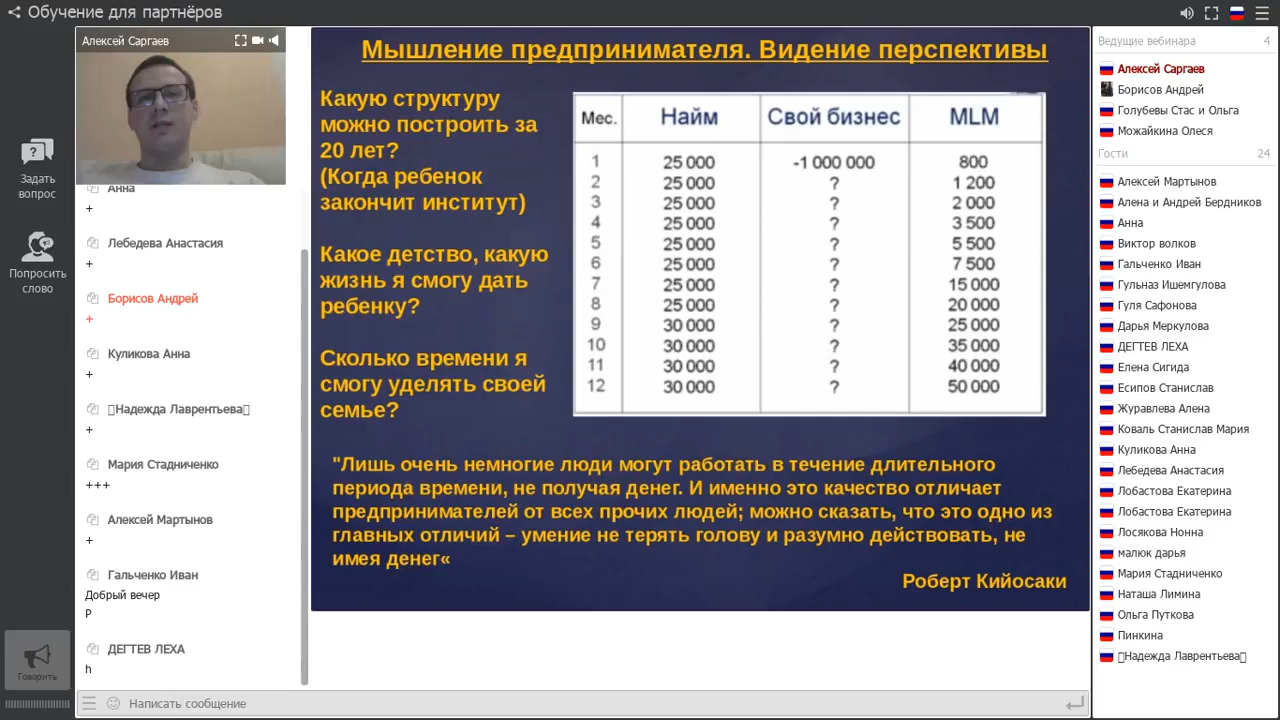 Обучение для партнёров
Задать
вопрос
Попросить
слово
Говорить
Алексей Саргаев
Анна
+
Лебедева Анастасия
+
Борисов Андрей
+
Куликова Анна
+
Надежда Лаврентьева
+
Мария Стадниченко
+++
Алексей Мартынов
+
Гальченко Иван
Добрый вечер
Р
ДЕГТЕВ ЛЕХА
h
Написать сообщение
Мышление предпринимателя. Видение перспективы
Какую структуру
можно построить за
20 лет?
(Когда ребенок
закончит институт)
Какое детство, какую
жизнь я смогу дать
ребенку?
Сколько времени я
смогу уделять своей
семье?
Мес. Найм Свой бизнес MLM
1 25 000 -1 000 000 800
2 25 000 ? 1 200
3 25 000 ? 2 000
4 25 000 ? 3 500
5 25 000 ? 5 500
6 25 000 ? 7 500
7 25 000 ? 15 000
8 25 000 ? 20 000
9 30 000 ? 25 000
10 30 000 ? 35 000
11 30 000 ? 40 000
12 30 000 ? 50 000
"Лишь очень немногие люди могут работать в течение длительного
периода времени, не получая денег. И именно это качество отличает
предпринимателей от всех прочих людей; можно сказать, что это одно из
главных отличий – умение не терять голову и разумно действовать, не
имея денег«
Роберт Кийосаки
Ведущие вебинара 4
Алексей Саргаев
Борисов Андрей
Голубевы Стас и Ольга
Можайкина Олеся
Гости 24
Алексей Мартынов
Алена и Андрей Бердников
Анна
Виктор волков
Гальченко Иван
Гульназ Ишемгулова
Гуля Сафонова
Дарья Меркулова
ДЕГТЕВ ЛЕХА
Елена Сигида
Есипов Станислав
Журавлева Алена
Коваль Станислав Мария
Куликова Анна
Лебедева Анастасия
Лобастова Екатерина
Лобастова Екатерина
Лосякова Нонна
малюк дарья
Мария Стадниченко
Наташа Лимина
Ольга Путкова
Пинкина
Надежда Лаврентьева